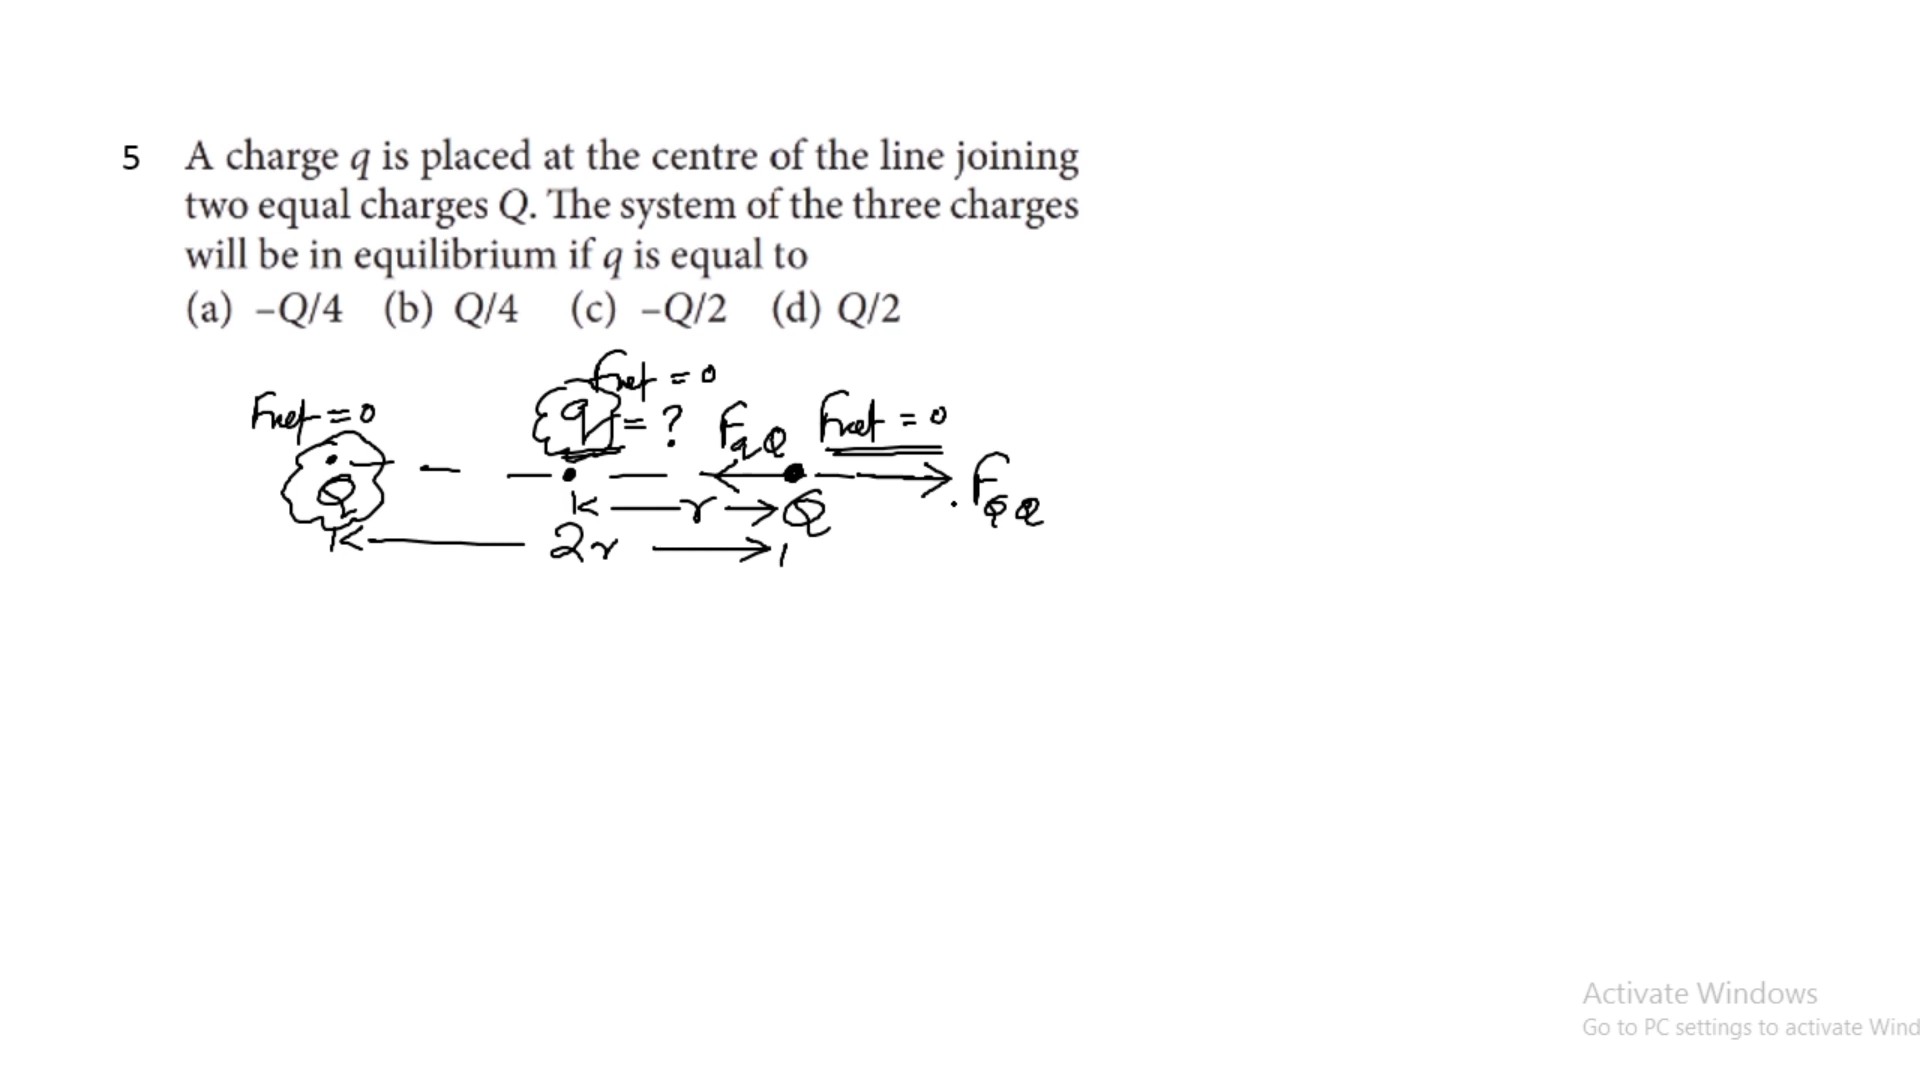 5 A charge q is placed at the centre of the line joining
two equal charges Q. The system of the three charges
will be in equilibrium if q is equal to
(a) –Q/4 (b) Q/4 (c) –Q/2 (d) Q/2
Fnet = 0
Fnet = 0 q = ? FqQ Fnet = 0
Q r Q FQQ
2r
Activate Windows
Go to PC settings to activate Wind